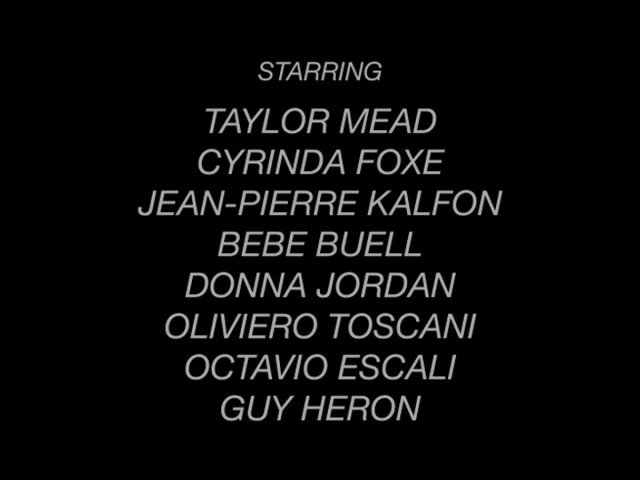 STARRING
TAYLOR MEAD
CYRINDA FOXE
JEAN-PIERRE KALFON
BEBE BUELL
DONNA JORDAN
OLIVIERO TOSCANI
OCTAVIO ESCALI
GUY HERON